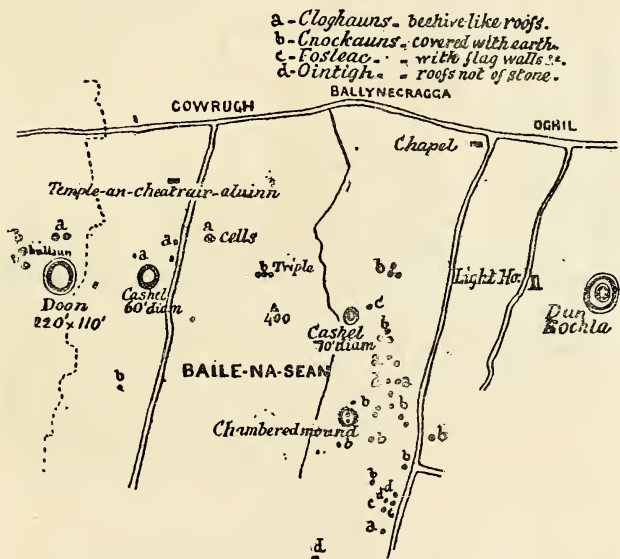 a - Cloghauns - beehive-like roofs.
b - Cnockauns - covered with earth.
c - Fosleac - " with flag walls &c.
d - Ointigh - " roofs not of stone.
BALLYNECRAGGA
COWRUGH
OGHIL
Chapel
Temple-an-cheatrair-aluinn
a
a
a
cells
a
Doon
220'x110'
Cashel
60' diam
b Triple
b
400
Light Ho.
Dun
c
Cashel
70' diam
b
b
BAILE-NA-SEAN
a
a
b
b
b
Chambered mound
b
b
b
b
b
d
d
c
c
a
d